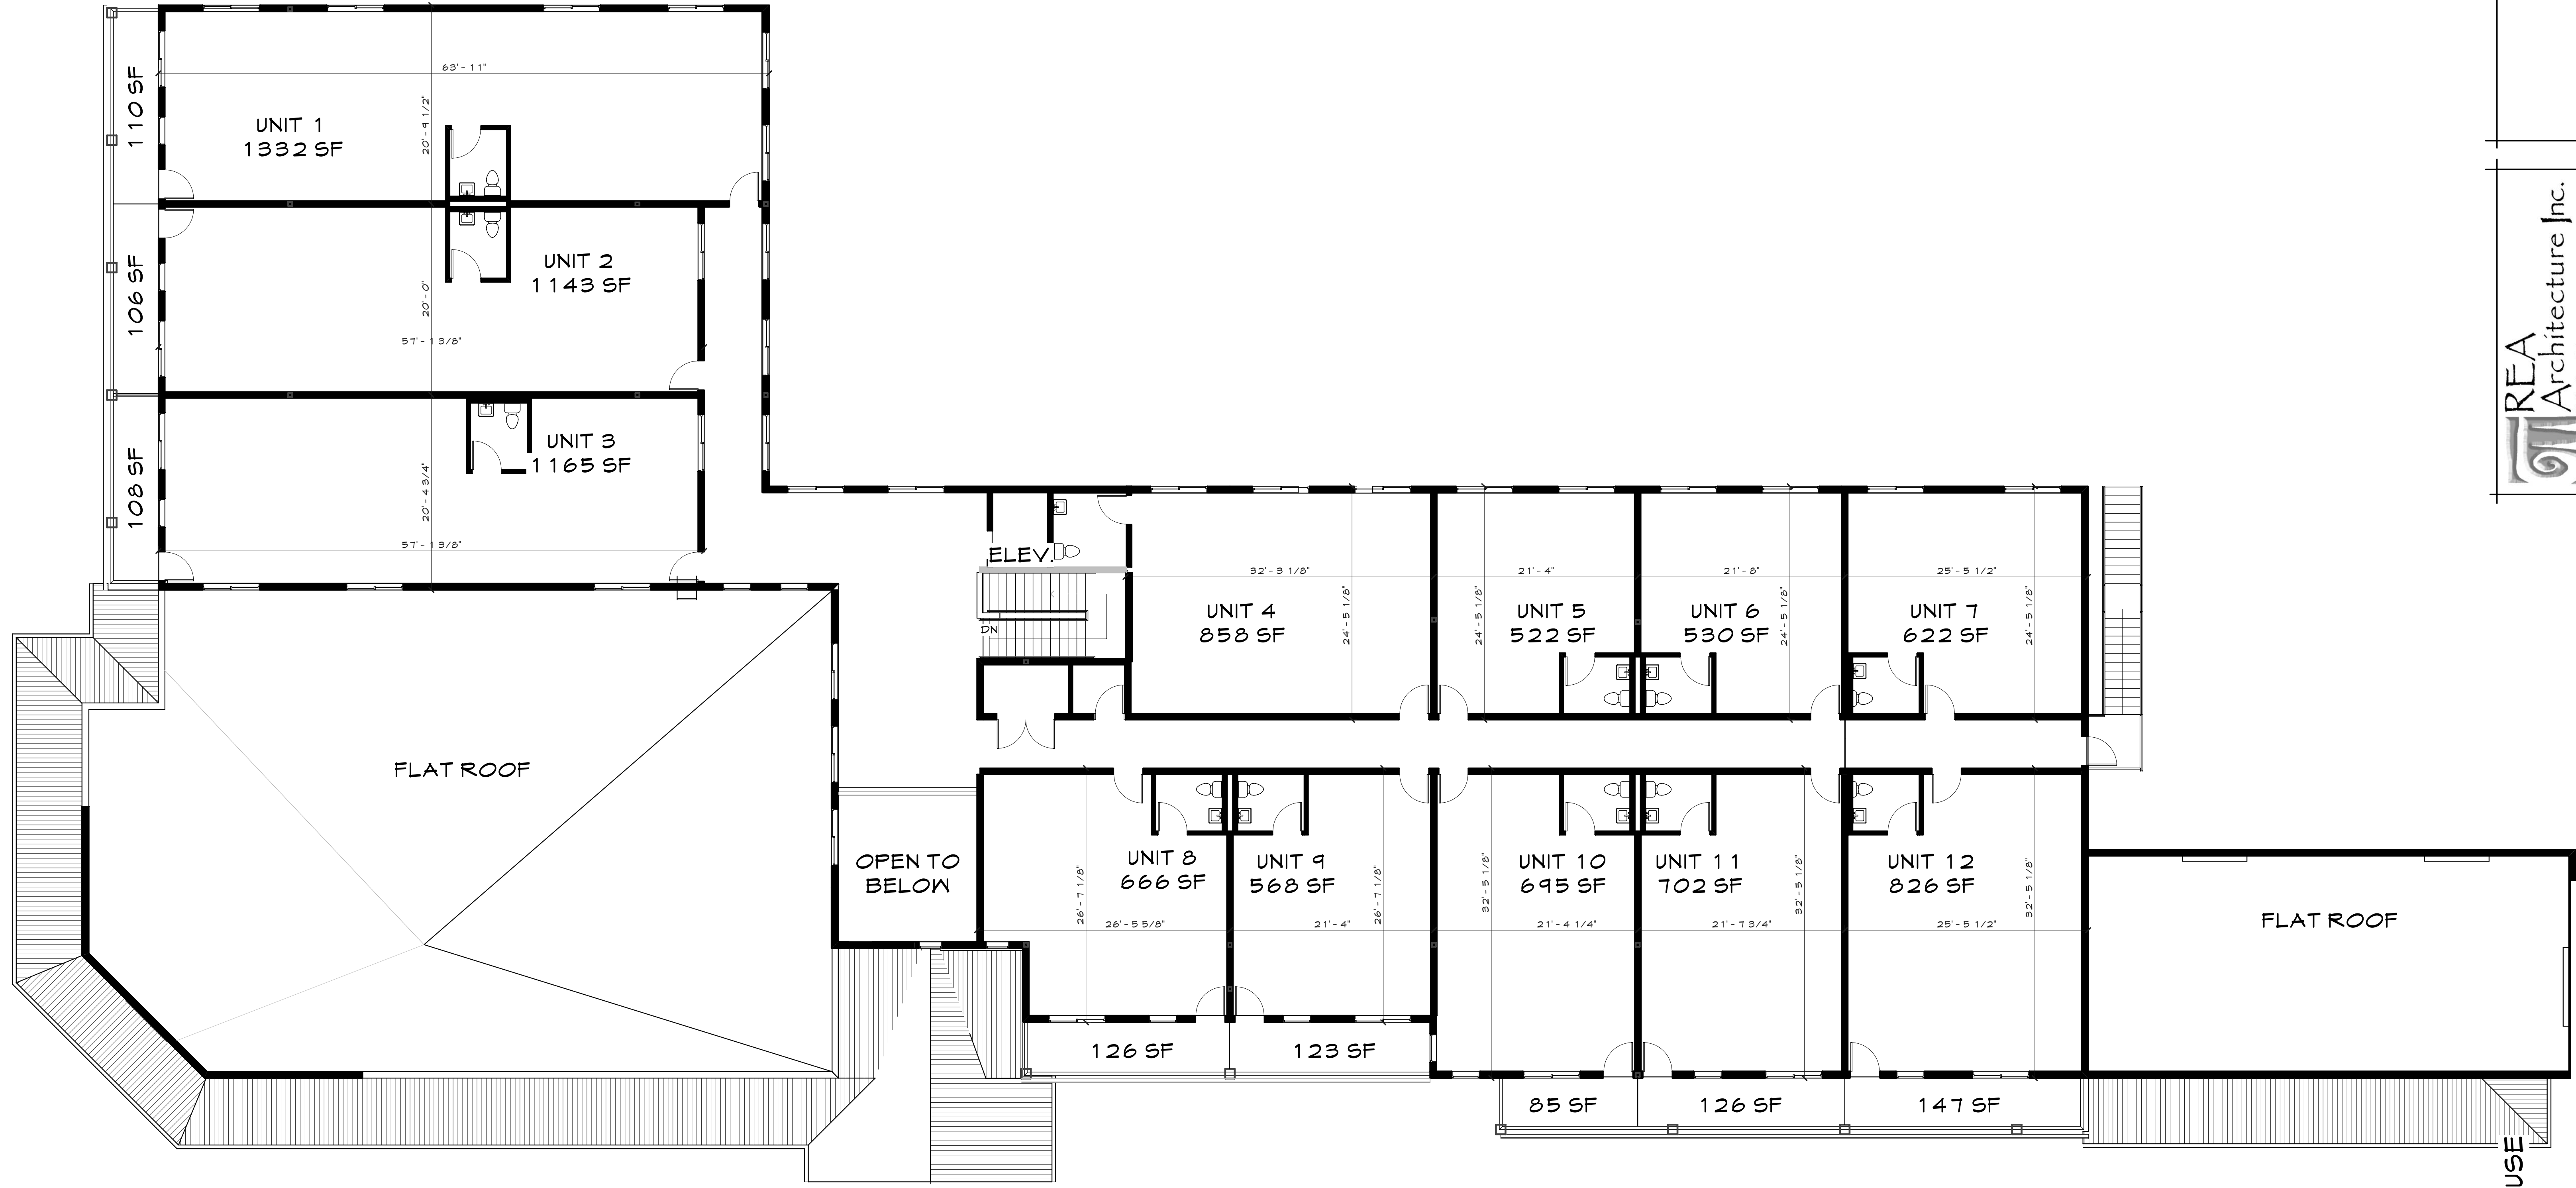 63'-11"
110 SF
20'-9 1/2"
UNIT 1
1332 SF
106 SF
UNIT 2
1143 SF
20'-0"
57'-1 3/8"
108 SF
UNIT 3
1165 SF
20'-4 3/4"
57'-1 3/8"
ELEV.
DN
32'-3 1/8"
21'-4"
21'-8"
25'-5 1/2"
UNIT 4
858 SF
24'-5 1/8"
UNIT 5
522 SF
24'-5 1/8"
UNIT 6
530 SF
24'-5 1/8"
UNIT 7
622 SF
24'-5 1/8"
FLAT ROOF
OPEN TO
BELOW
UNIT 8
666 SF
26'-7 1/8"
26'-5 5/8"
UNIT 9
568 SF
26'-7 1/8"
21'-4"
UNIT 10
695 SF
32'-5 1/8"
21'-4 1/4"
UNIT 11
702 SF
32'-5 1/8"
21'-7 3/4"
UNIT 12
826 SF
32'-5 1/8"
25'-5 1/2"
FLAT ROOF
126 SF
123 SF
85 SF
126 SF
147 SF
REA
Architecture Inc.
USE